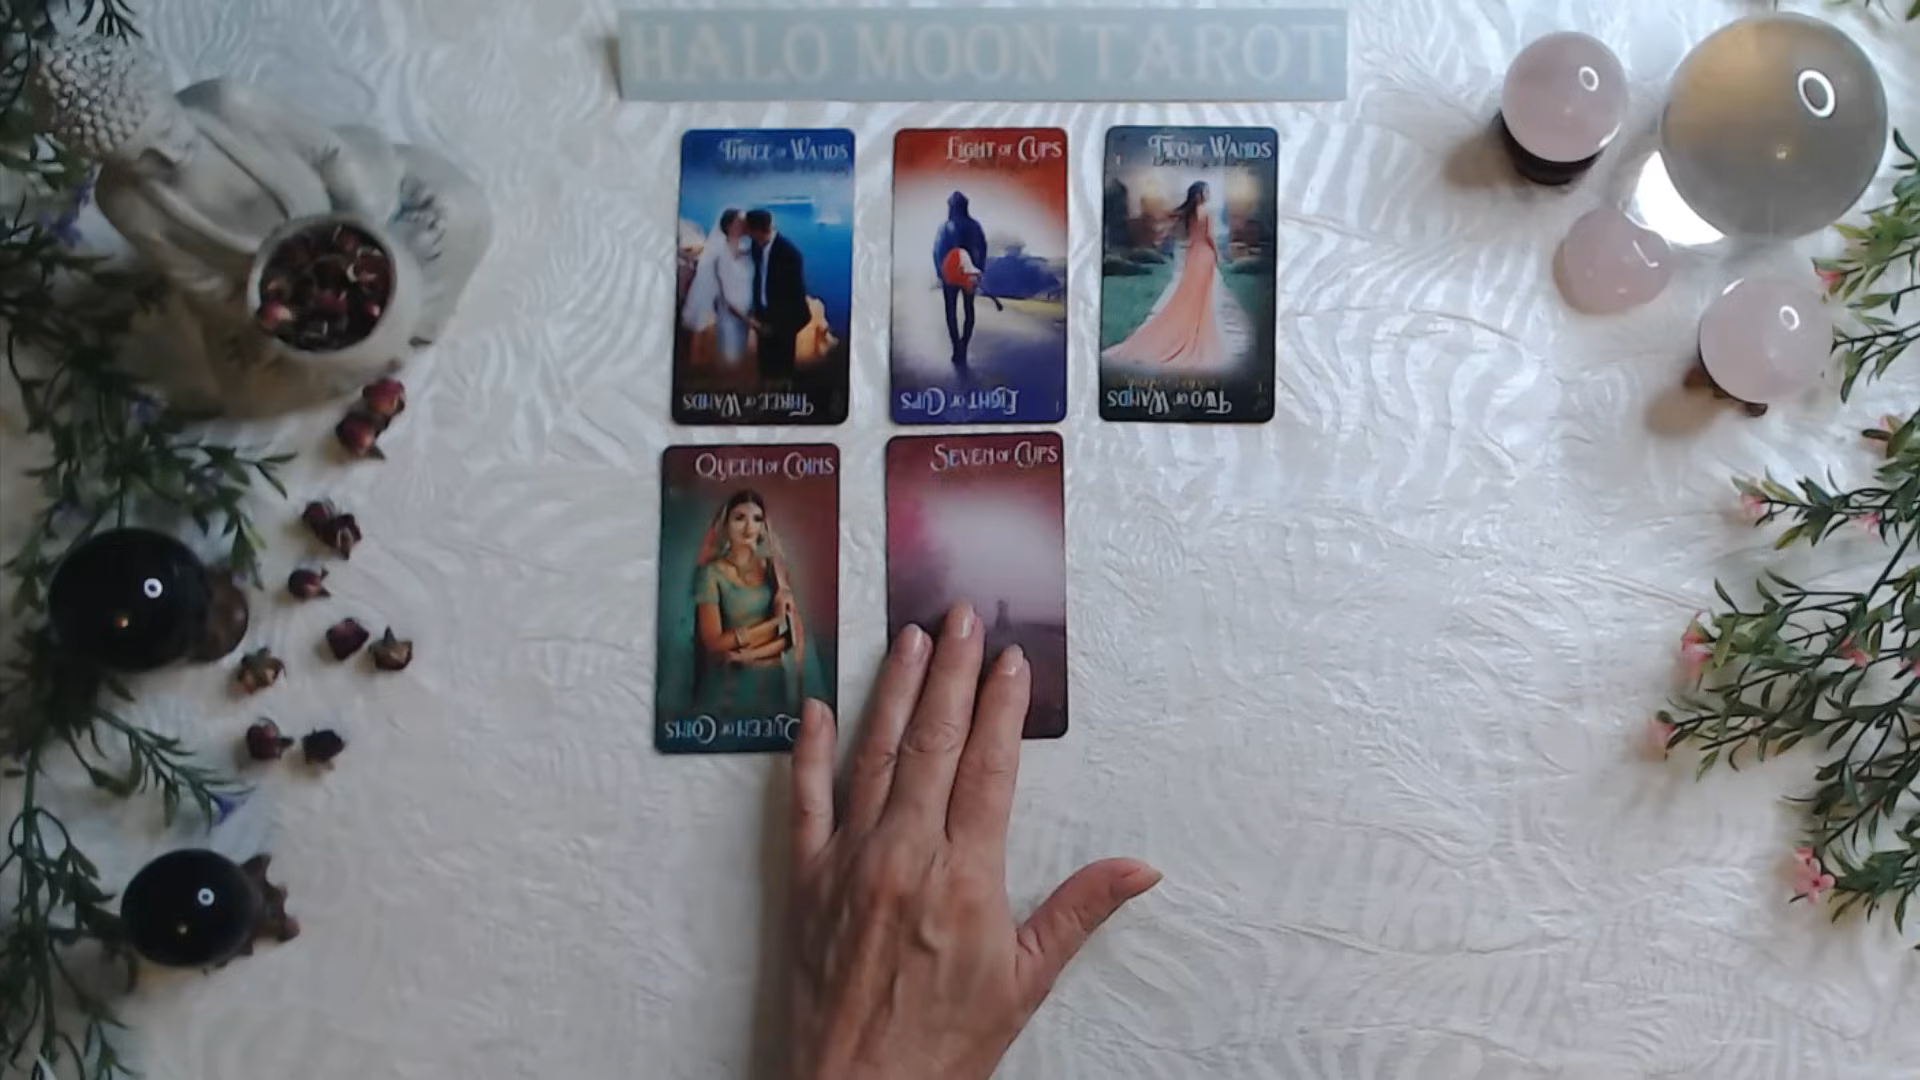 HALO MOON TAROT
THREE OF WANDS
EIGHT OF CUPS
TWO OF WANDS
THREE OF WANDS
EIGHT OF CUPS
TWO OF WANDS
QUEEN OF COINS
SEVEN OF CUPS
QUEEN OF COINS